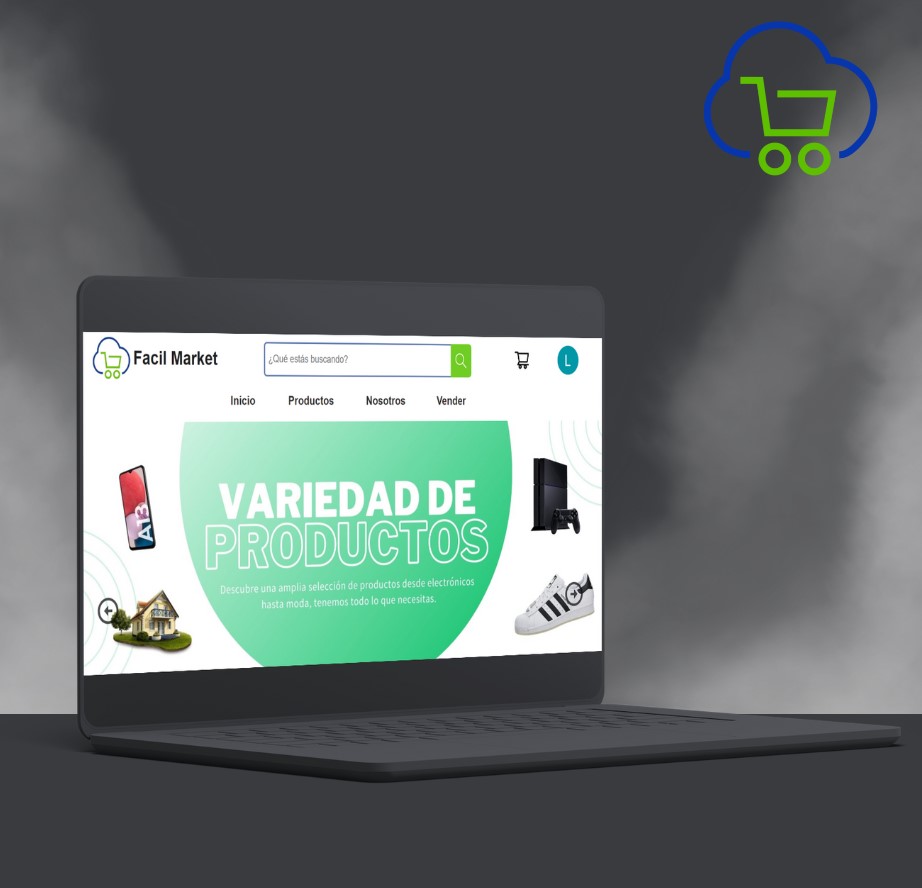 Facil Market
¿Qué estás buscando?
L
Inicio Productos Nosotros Vender
A13
VARIEDAD DE
PRODUCTOS
Descubre una amplia selección de productos desde electrónicos
hasta moda, tenemos todo lo que necesitas.